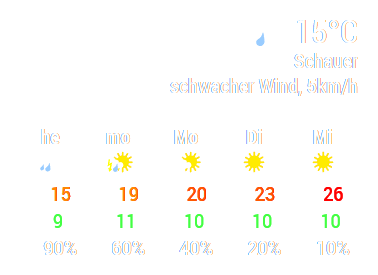 15°C
Schauer
schwacher Wind, 5km/h
he mo Mo Di Mi
15 19 20 23 26
9 11 10 10 10
90% 60% 40% 20% 10%